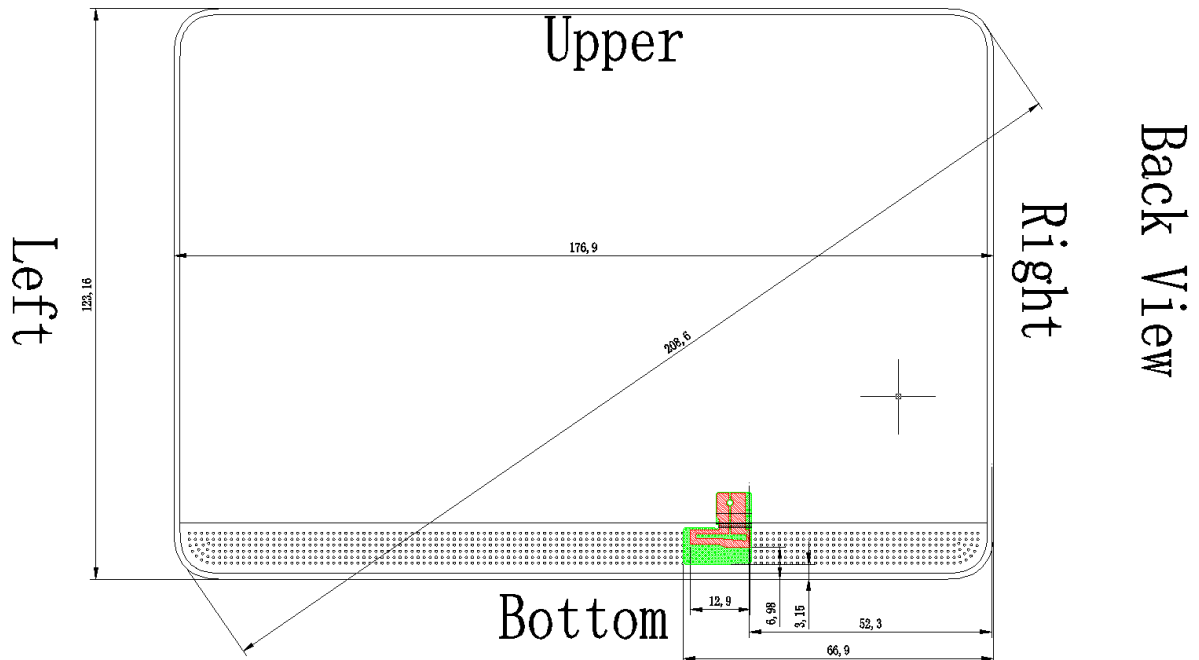 Upper
Back View
Right
Left
176,9
123,16
208,6
12,9
6,98
3,15
52,3
66,9
Bottom